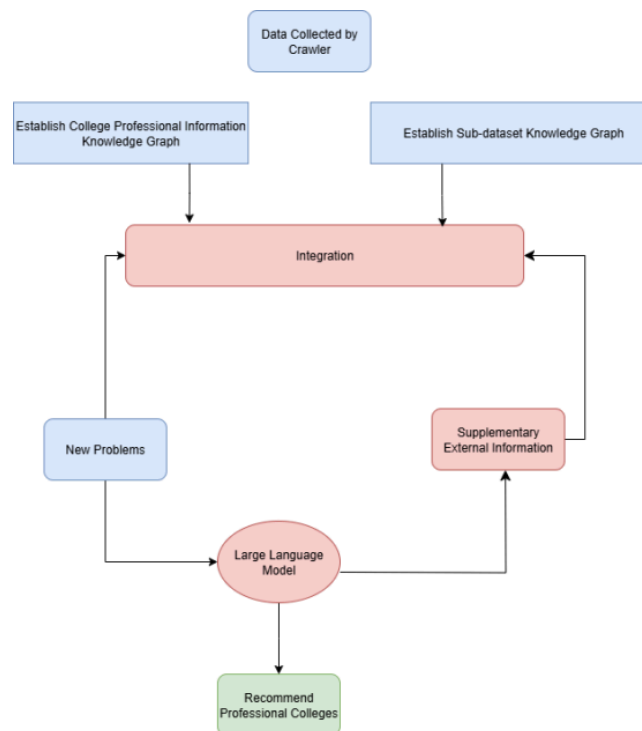 Data Collected by
Crawler
Establish College Professional Information
Knowledge Graph
Establish Sub-dataset Knowledge Graph
Integration
New Problems
Supplementary
External Information
Large Language
Model
Recommend
Professional Colleges